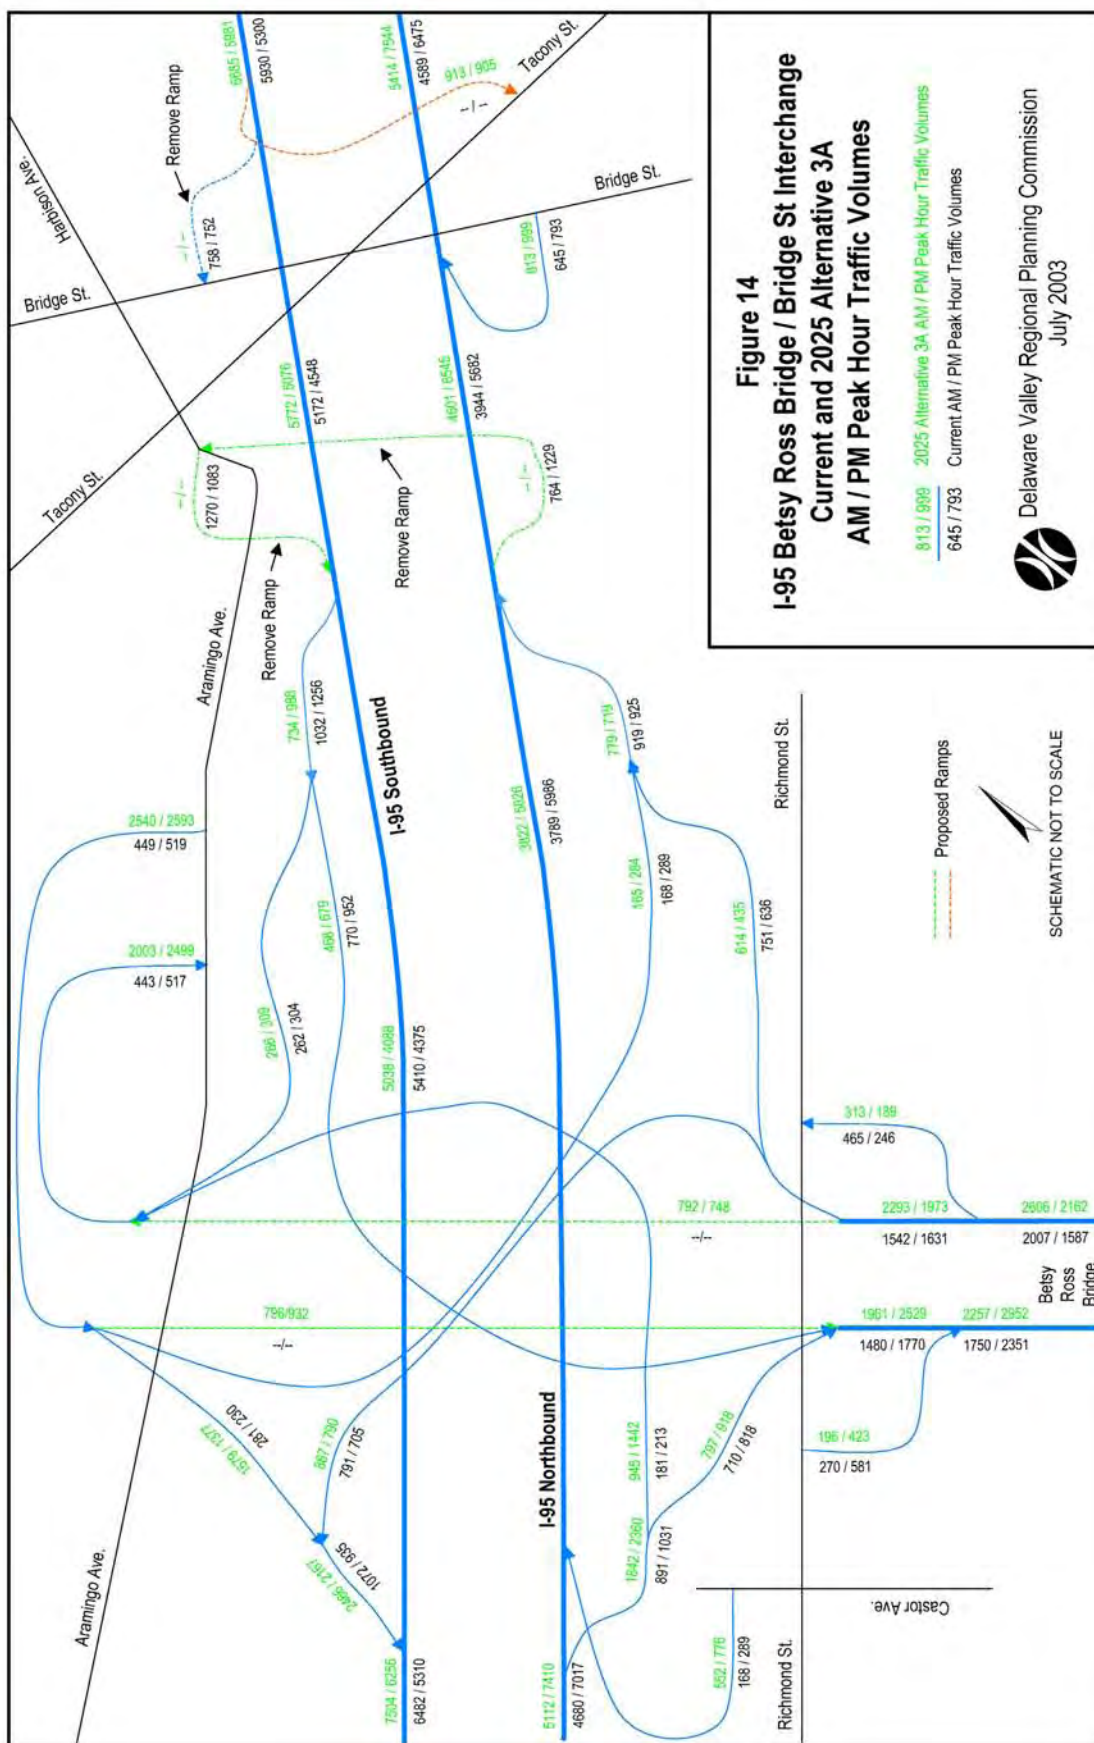 Figure 14
I-95 Betsy Ross Bridge / Bridge St Interchange
Current and 2025 Alternative 3A
AM / PM Peak Hour Traffic Volumes
813 / 999 2025 Alternative 3A AM / PM Peak Hour Traffic Volumes
645 / 793 Current AM / PM Peak Hour Traffic Volumes
Delaware Valley Regional Planning Commission
July 2003
Proposed Ramps
SCHEMATIC NOT TO SCALE
Harbison Ave.
Remove Ramp
-- / --
758 / 752
Bridge St.
5930 / 5300
5414 / 7544
4589 / 6475
Tacony St.
913 / 905
-- / --
Bridge St.
813 / 999
645 / 793
Tacony St.
-- / --
1270 / 1083
Remove Ramp
5772 / 5076
5172 / 4548
4601 / 6545
3944 / 5682
Remove Ramp
-- / --
764 / 1229
Aramingo Ave.
734 / 988
1032 / 1256
I-95 Southbound
779 / 719
919 / 925
Richmond St.
2540 / 2593
449 / 519
2003 / 2499
443 / 517
266 / 309
262 / 304
468 / 679
770 / 952
5038 / 4088
5410 / 4375
3822 / 5826
3789 / 5986
165 / 284
168 / 289
614 / 435
751 / 636
313 / 189
465 / 246
792 / 748
--/--
2293 / 1973
1542 / 1631
2606 / 2162
2007 / 1587
Betsy
Ross
Bridge
796/932
--/--
1961 / 2529
1480 / 1770
2257 / 2952
1750 / 2351
196 / 423
270 / 581
281 / 230
1579 / 1377
887 / 790
791 / 705
1072 / 935
2466 / 2167
I-95 Northbound
945 / 1442
181 / 213
797 / 918
710 / 818
1842 / 2360
891 / 1031
Castor Ave.
552 / 776
168 / 289
Richmond St.
Aramingo Ave.
7504 / 6256
6482 / 5310
5112 / 7410
4680 / 7017